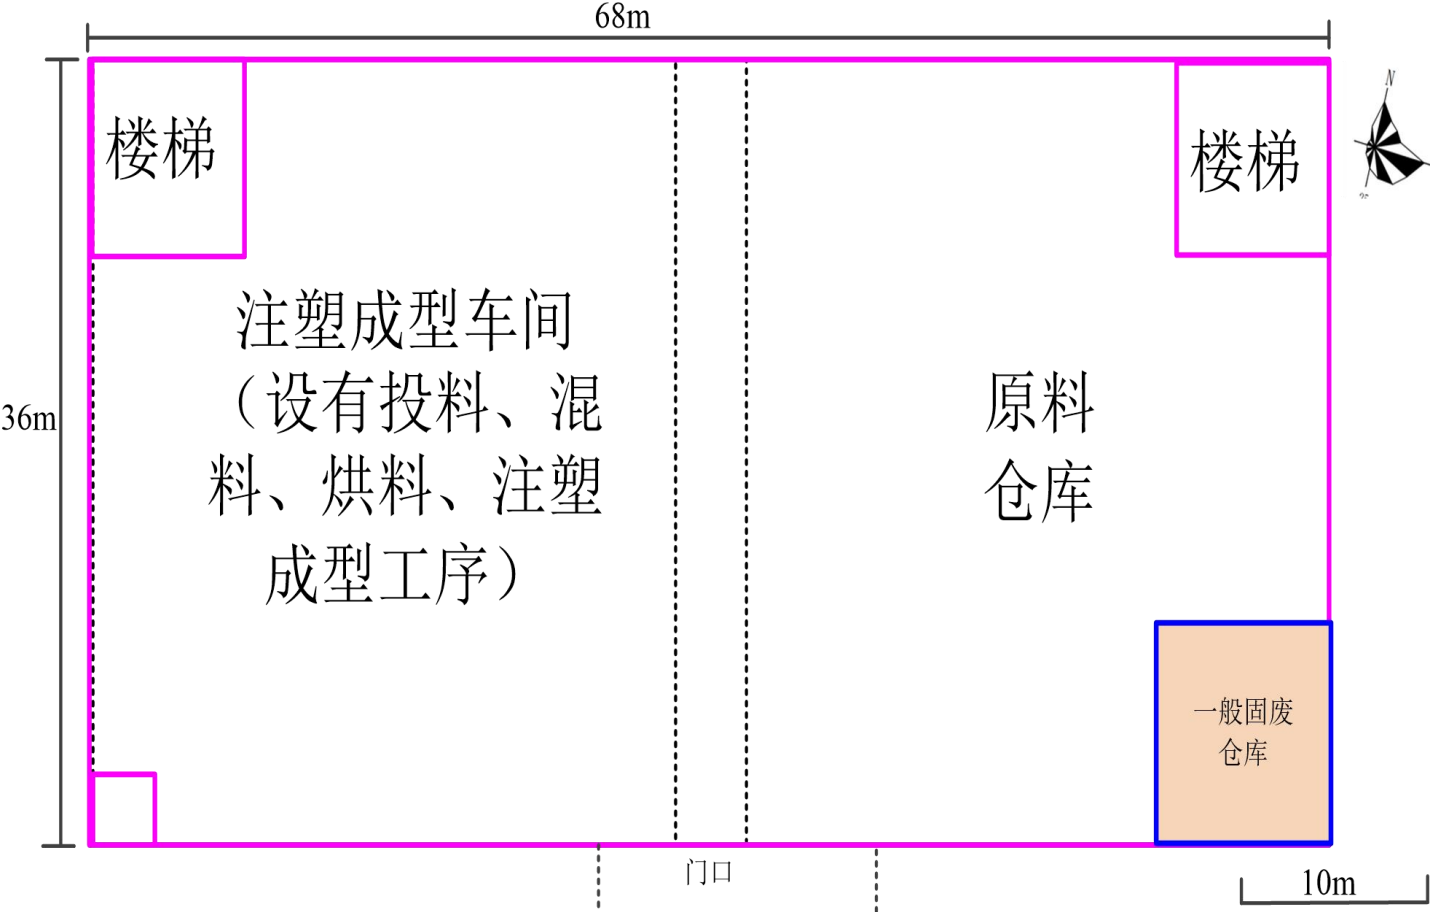 68m
N
楼梯
楼梯
注塑成型车间
（设有投料、混
料、烘料、注塑
成型工序）
36m
原料
仓库
一般固废
仓库
门口
10m